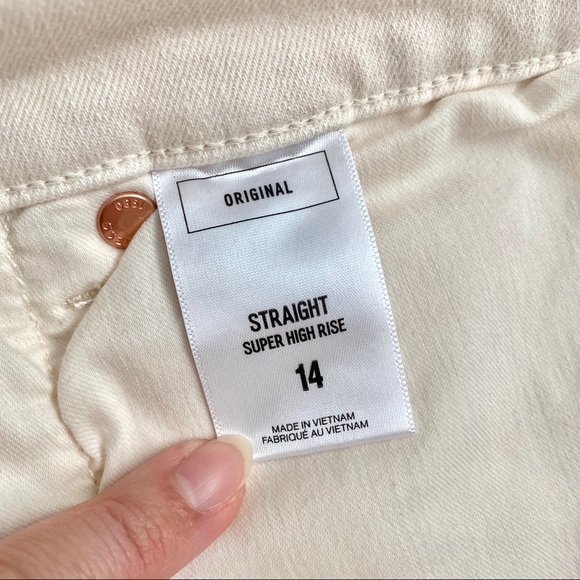 ORIGINAL
STRAIGHT
SUPER HIGH RISE
14
MADE IN VIETNAM
FABRIQUÉ AU VIETNAM